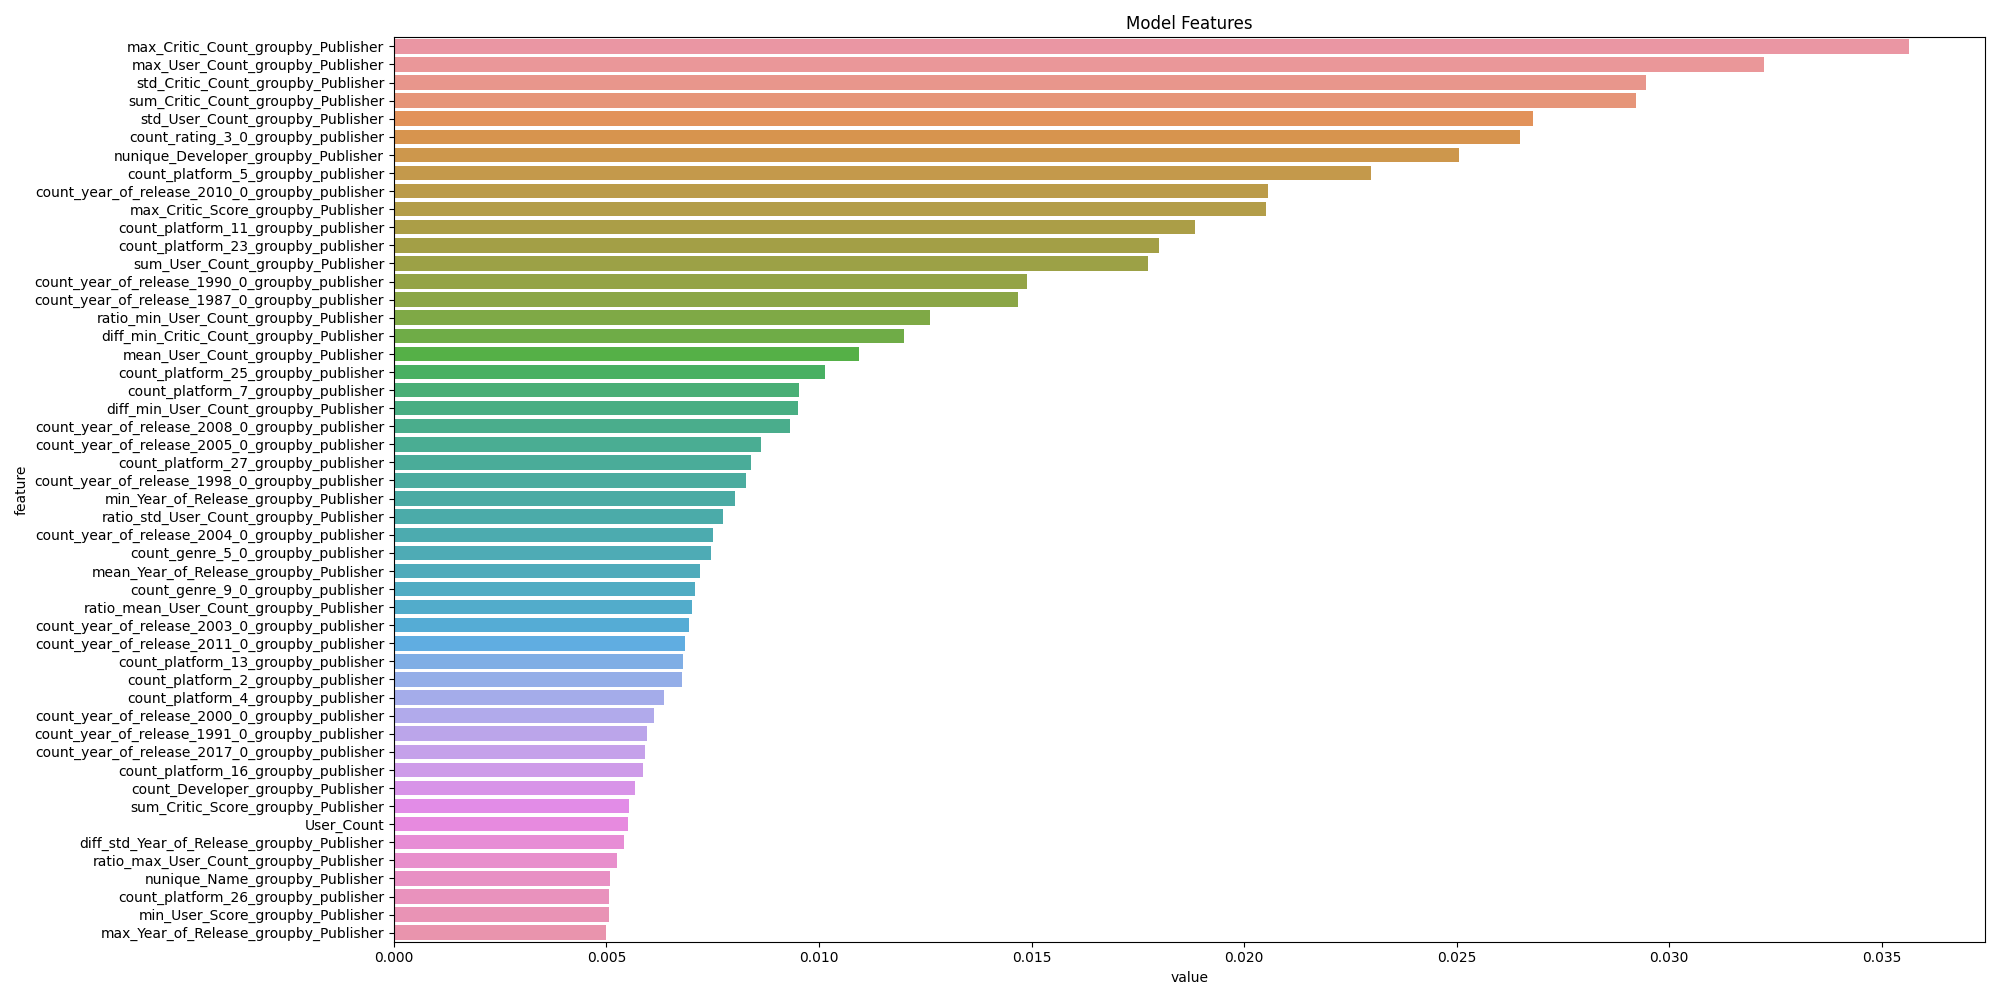 Model Features
feature
max_Critic_Count_groupby_Publisher
max_User_Count_groupby_Publisher
std_Critic_Count_groupby_Publisher
sum_Critic_Count_groupby_Publisher
std_User_Count_groupby_Publisher
count_rating_3_0_groupby_publisher
nunique_Developer_groupby_Publisher
count_platform_5_groupby_publisher
count_year_of_release_2010_0_groupby_publisher
max_Critic_Score_groupby_Publisher
count_platform_11_groupby_publisher
count_platform_23_groupby_publisher
sum_User_Count_groupby_Publisher
count_year_of_release_1990_0_groupby_publisher
count_year_of_release_1987_0_groupby_publisher
ratio_min_User_Count_groupby_Publisher
diff_min_Critic_Count_groupby_Publisher
mean_User_Count_groupby_Publisher
count_platform_25_groupby_publisher
count_platform_7_groupby_publisher
diff_min_User_Count_groupby_Publisher
count_year_of_release_2008_0_groupby_publisher
count_year_of_release_2005_0_groupby_publisher
count_platform_27_groupby_publisher
count_year_of_release_1998_0_groupby_publisher
min_Year_of_Release_groupby_Publisher
ratio_std_User_Count_groupby_Publisher
count_year_of_release_2004_0_groupby_publisher
count_genre_5_0_groupby_publisher
mean_Year_of_Release_groupby_Publisher
count_genre_9_0_groupby_publisher
ratio_mean_User_Count_groupby_Publisher
count_year_of_release_2003_0_groupby_publisher
count_year_of_release_2011_0_groupby_publisher
count_platform_13_groupby_publisher
count_platform_2_groupby_publisher
count_platform_4_groupby_publisher
count_year_of_release_2000_0_groupby_publisher
count_year_of_release_1991_0_groupby_publisher
count_year_of_release_2017_0_groupby_publisher
count_platform_16_groupby_publisher
count_Developer_groupby_Publisher
sum_Critic_Score_groupby_Publisher
User_Count
diff_std_Year_of_Release_groupby_Publisher
ratio_max_User_Count_groupby_Publisher
nunique_Name_groupby_Publisher
count_platform_26_groupby_publisher
min_User_Score_groupby_Publisher
max_Year_of_Release_groupby_Publisher
0.000 0.005 0.010 0.015 0.020 0.025 0.030 0.035
value